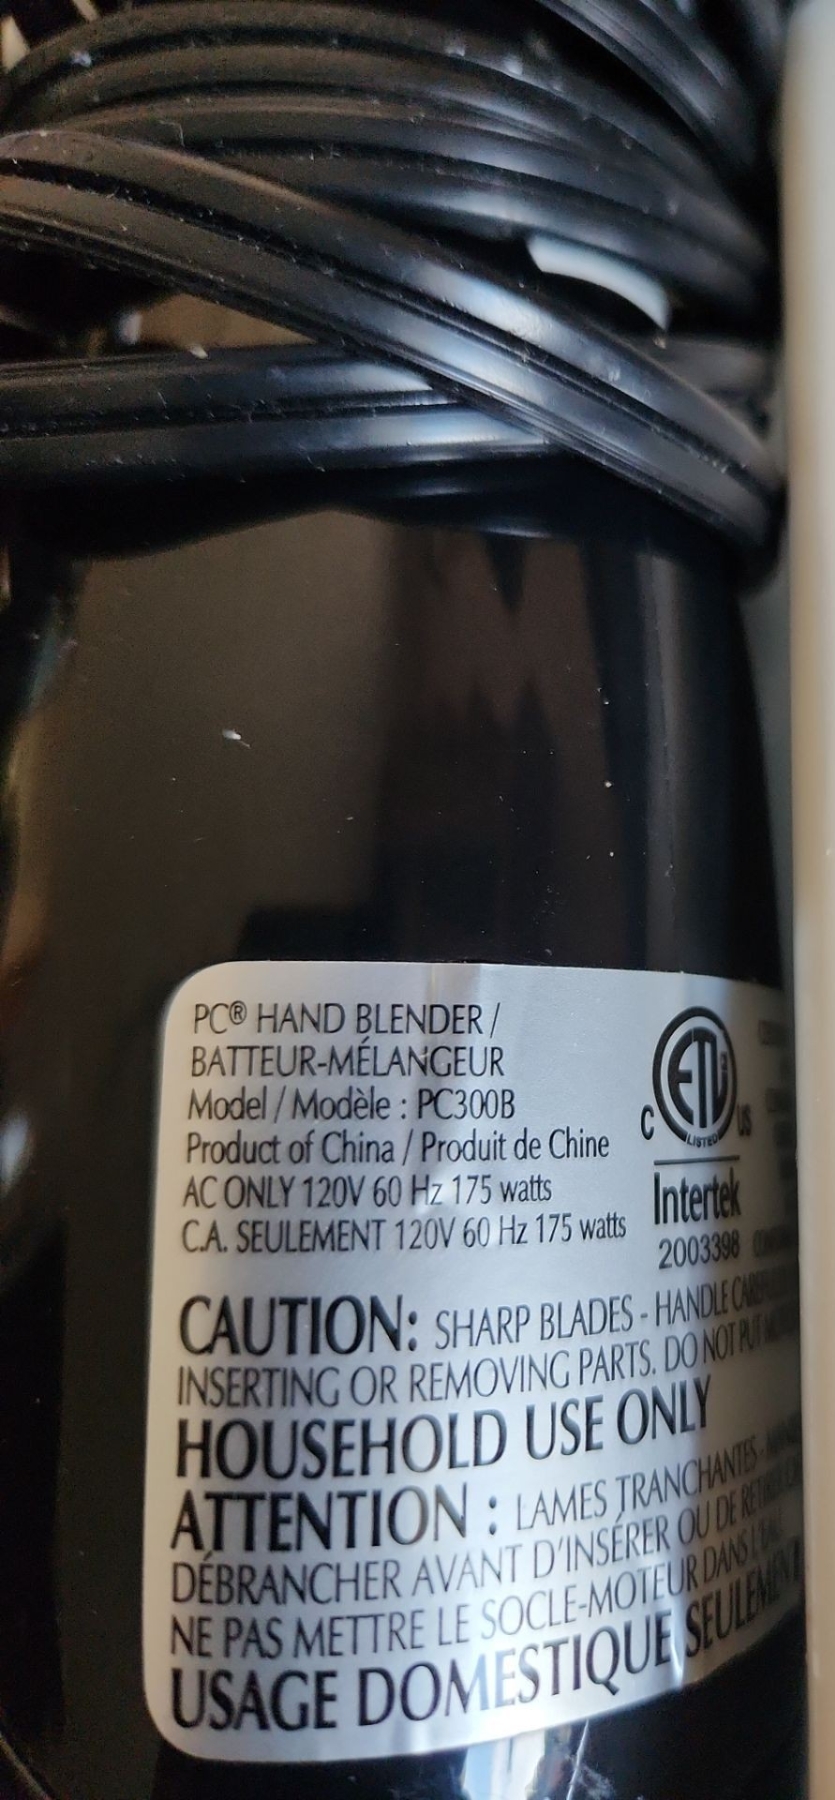 PC® HAND BLENDER /
BATTEUR-MÉLANGEUR
Model / Modèle : PC300B
Product of China / Produit de Chine
AC ONLY 120V 60 Hz 175 watts
C.A. SEULEMENT 120V 60 Hz 175 watts
ETL
LISTED
C US
Intertek
2003398
CAUTION: SHARP BLADES - HANDLE
INSERTING OR REMOVING PARTS. DO NOT PUT
HOUSEHOLD USE ONLY
ATTENTION : LAMES TRANCHANTES -
DÉBRANCHER AVANT D'INSÉRER OU DE
NE PAS METTRE LE SOCLE-MOTEUR DANS L'EAU
USAGE DOMESTIQUE SEULEMENT